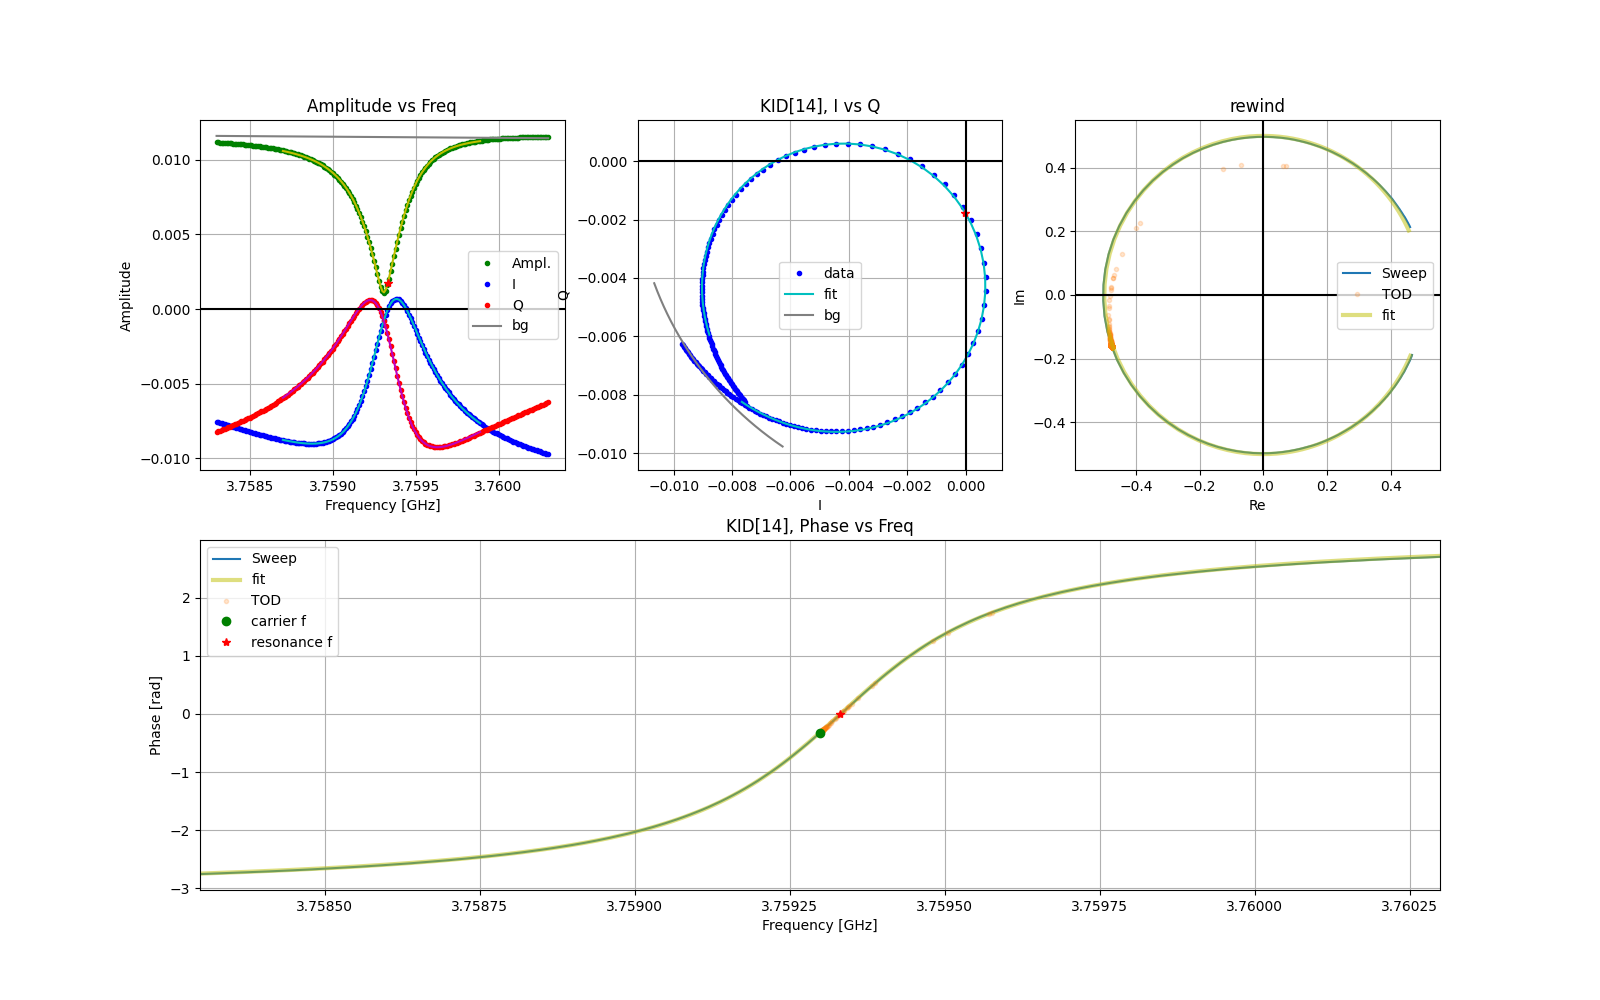 Amplitude vs Freq
KID[14], I vs Q
rewind
0.010
0.005
0.000
−0.005
−0.010
Amplitude
3.7585
3.7590
3.7595
3.7600
Frequency [GHz]
Ampl.
I
Q
bg
0.000
−0.002
−0.004
−0.006
−0.008
−0.010
Q
−0.010
−0.008
−0.006
−0.004
−0.002
0.000
I
data
fit
bg
0.4
0.2
0.0
−0.2
−0.4
Im
−0.4
−0.2
0.0
0.2
0.4
Re
Sweep
TOD
fit
KID[14], Phase vs Freq
2
1
0
−1
−2
−3
Phase [rad]
Sweep
fit
TOD
carrier f
resonance f
3.75850
3.75875
3.75900
3.75925
3.75950
3.75975
3.76000
3.76025
Frequency [GHz]